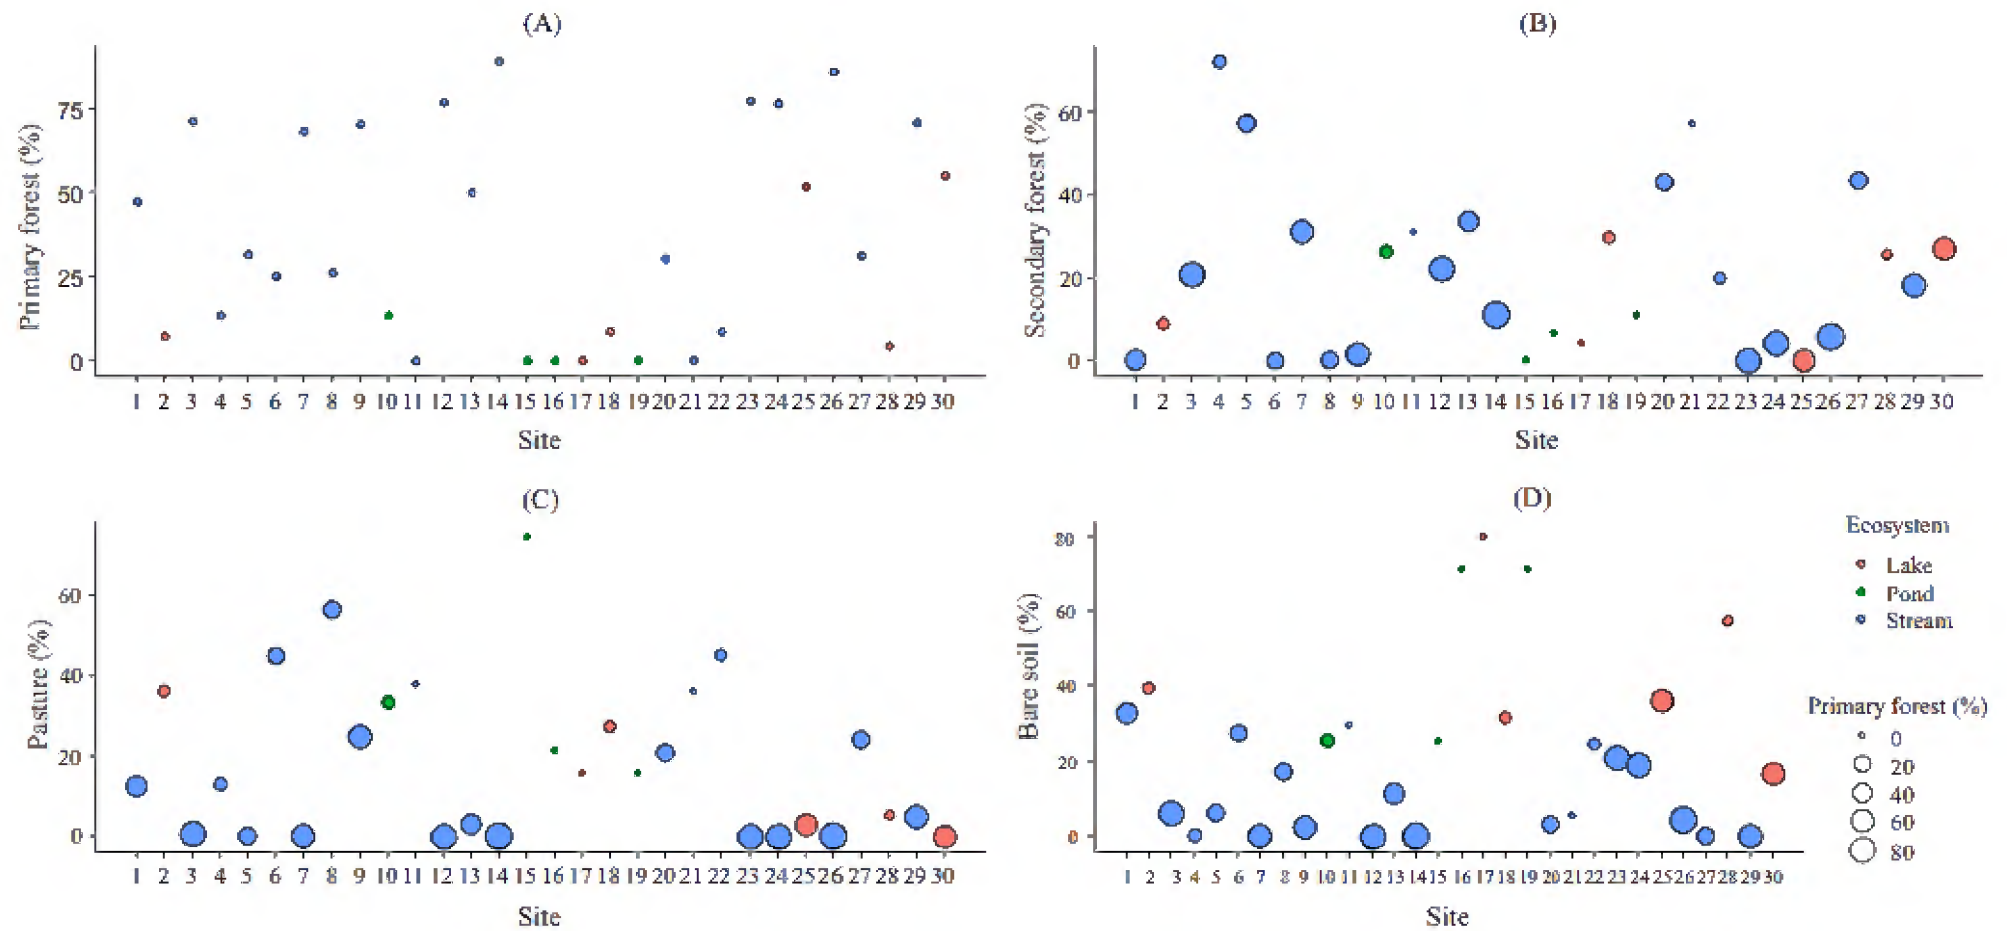 (A)
Primary forest (%)
75
50
25
0
1 2 3 4 5 6 7 8 9 10 11 12 13 14 15 16 17 18 19 20 21 22 23 24 25 26 27 28 29 30
Site
(B)
Secondary forest (%)
60
40
20
0
1 2 3 4 5 6 7 8 9 10 11 12 13 14 15 16 17 18 19 20 21 22 23 24 25 26 27 28 29 30
Site
(C)
Pasture (%)
60
40
20
0
1 2 3 4 5 6 7 8 9 10 11 12 13 14 15 16 17 18 19 20 21 22 23 24 25 26 27 28 29 30
Site
(D)
Bare soil (%)
80
60
40
20
0
1 2 3 4 5 6 7 8 9 10 11 12 13 14 15 16 17 18 19 20 21 22 23 24 25 26 27 28 29 30
Site
Ecosystem
Lake
Pond
Stream
Primary forest (%)
0
20
40
60
80